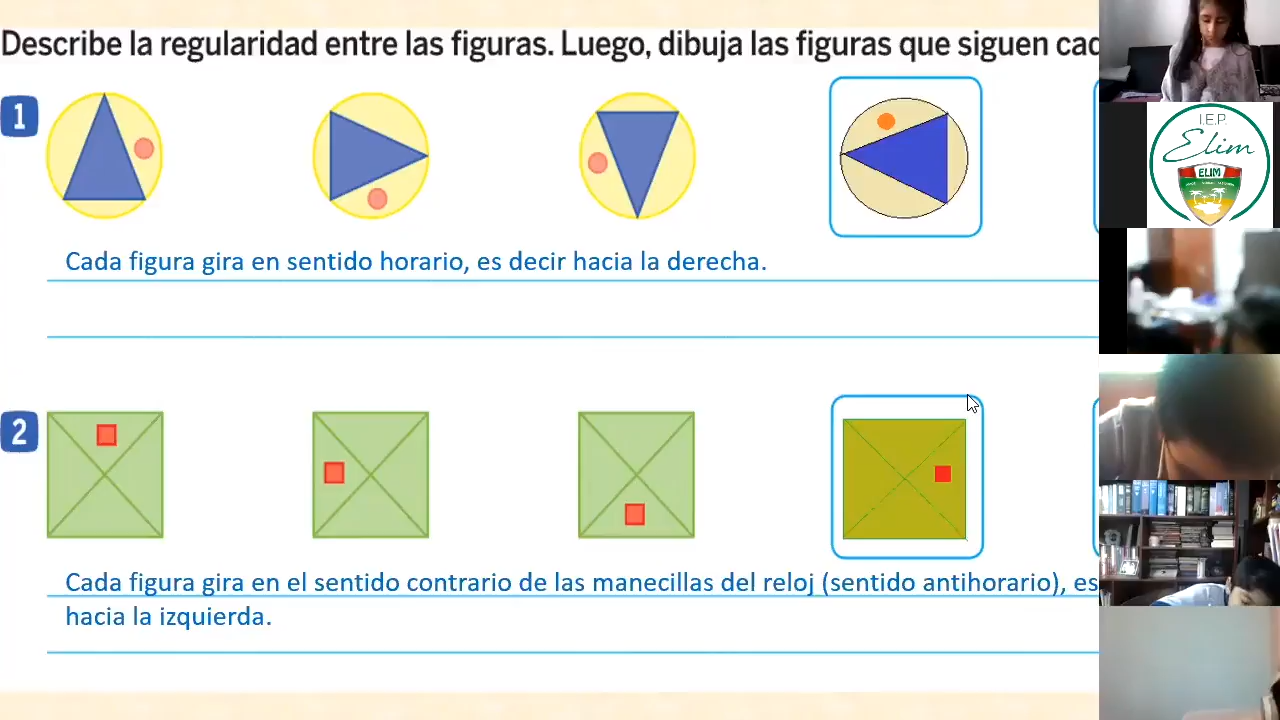 Describe la regularidad entre las figuras. Luego, dibuja las figuras que siguen cad
1
Cada figura gira en sentido horario, es decir hacia la derecha.
2
Cada figura gira en el sentido contrario de las manecillas del reloj (sentido antihorario), es
hacia la izquierda.
I.E.P.
Elim
ELIM